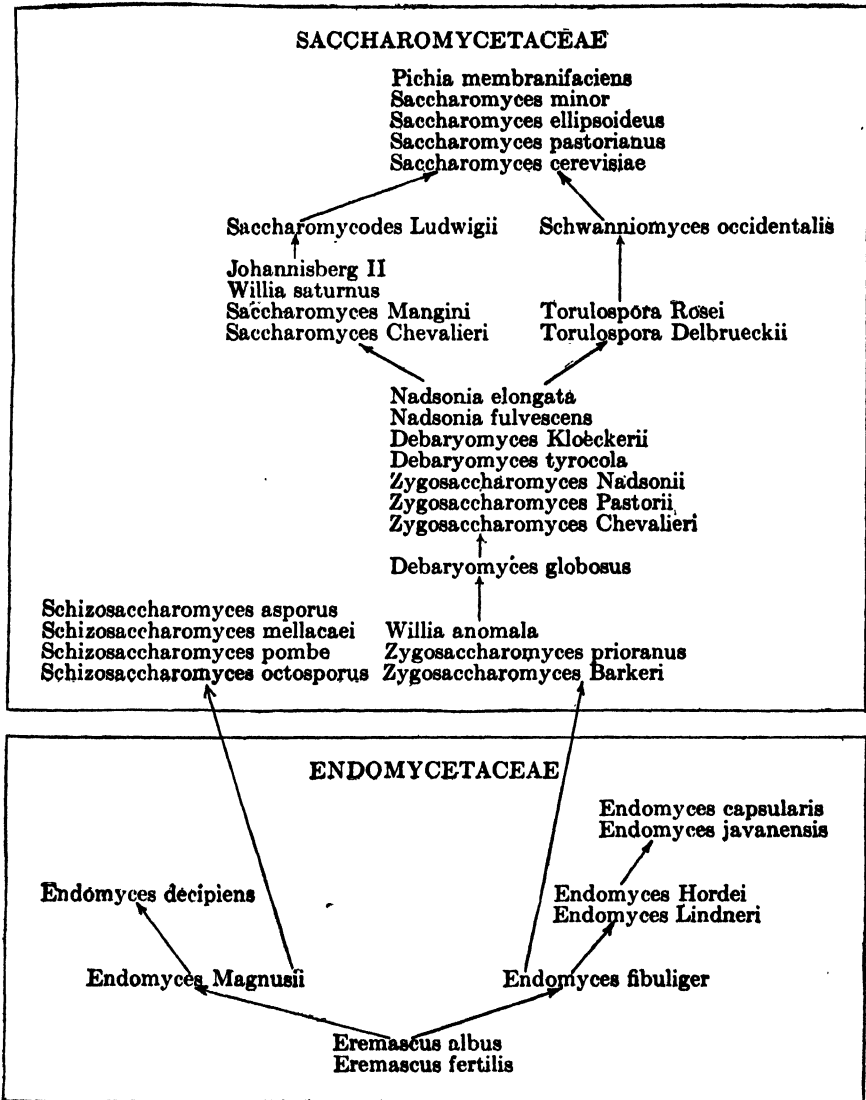 SACCHAROMYCETACEAE
Pichia membranifaciens
Saccharomyces minor
Saccharomyces ellipsoideus
Saccharomyces pastorianus
Saccharomyces cerevisiae
Saccharomycodes Ludwigii
Schwanniomyces occidentalis
Johannisberg II
Willia saturnus
Saccharomyces Mangini
Saccharomyces Chevalieri
Torulospora Rosei
Torulospora Delbrueckii
Nadsonia elongata
Nadsonia fulvescens
Debaryomyces Kloeckerii
Debaryomyces tyrocola
Zygosaccharomyces Nadsonii
Zygosaccharomyces Pastorii
Zygosaccharomyces Chevalieri
Debaryomyces globosus
Schizosaccharomyces asporus
Schizosaccharomyces mellacaei
Schizosaccharomyces pombe
Schizosaccharomyces octosporus
Willia anomala
Zygosaccharomyces prioranus
Zygosaccharomyces Barkeri
ENDOMYCETACEAE
Endomyces capsularis
Endomyces javanensis
Endomyces decipiens
Endomyces Hordei
Endomyces Lindneri
Endomyces Magnusii
Endomyces fibuliger
Eremascus albus
Eremascus fertilis